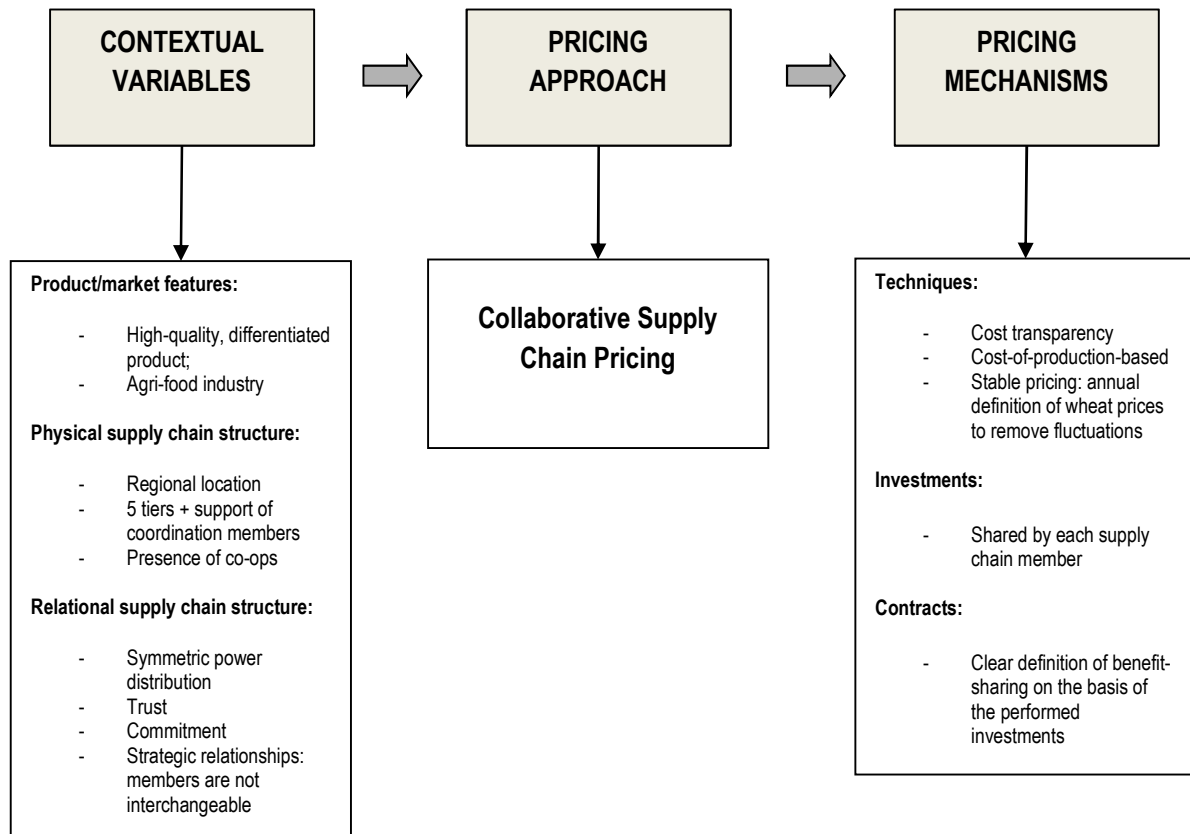 CONTEXTUAL
VARIABLES
PRICING
APPROACH
PRICING
MECHANISMS
Product/market features:
- High-quality, differentiated
product;
- Agri-food industry
Physical supply chain structure:
- Regional location
- 5 tiers + support of
coordination members
- Presence of co-ops
Relational supply chain structure:
- Symmetric power
distribution
- Trust
- Commitment
- Strategic relationships:
members are not
interchangeable
Collaborative Supply
Chain Pricing
Techniques:
- Cost transparency
- Cost-of-production-based
- Stable pricing: annual
definition of wheat prices
to remove fluctuations
Investments:
- Shared by each supply
chain member
Contracts:
- Clear definition of benefit-
sharing on the basis of
the performed
investments